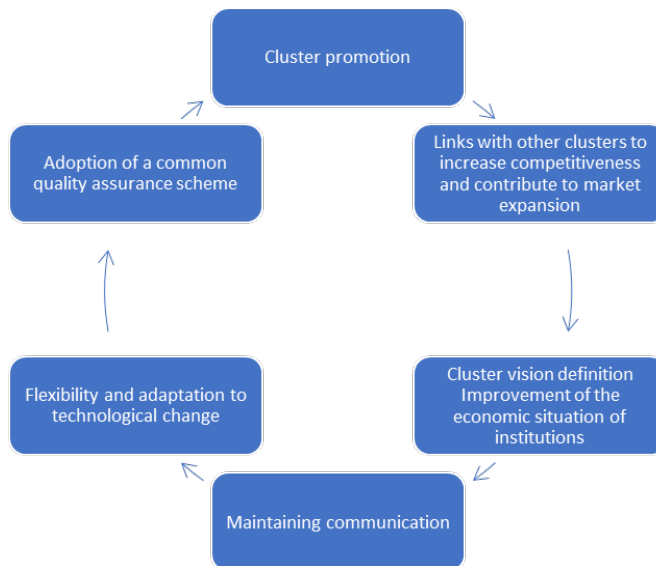 Cluster promotion
Links with other clusters to
increase competitiveness
and contribute to market
expansion
Cluster vision definition
Improvement of the
economic situation of
institutions
Maintaining communication
Flexibility and adaptation to
technological change
Adoption of a common
quality assurance scheme